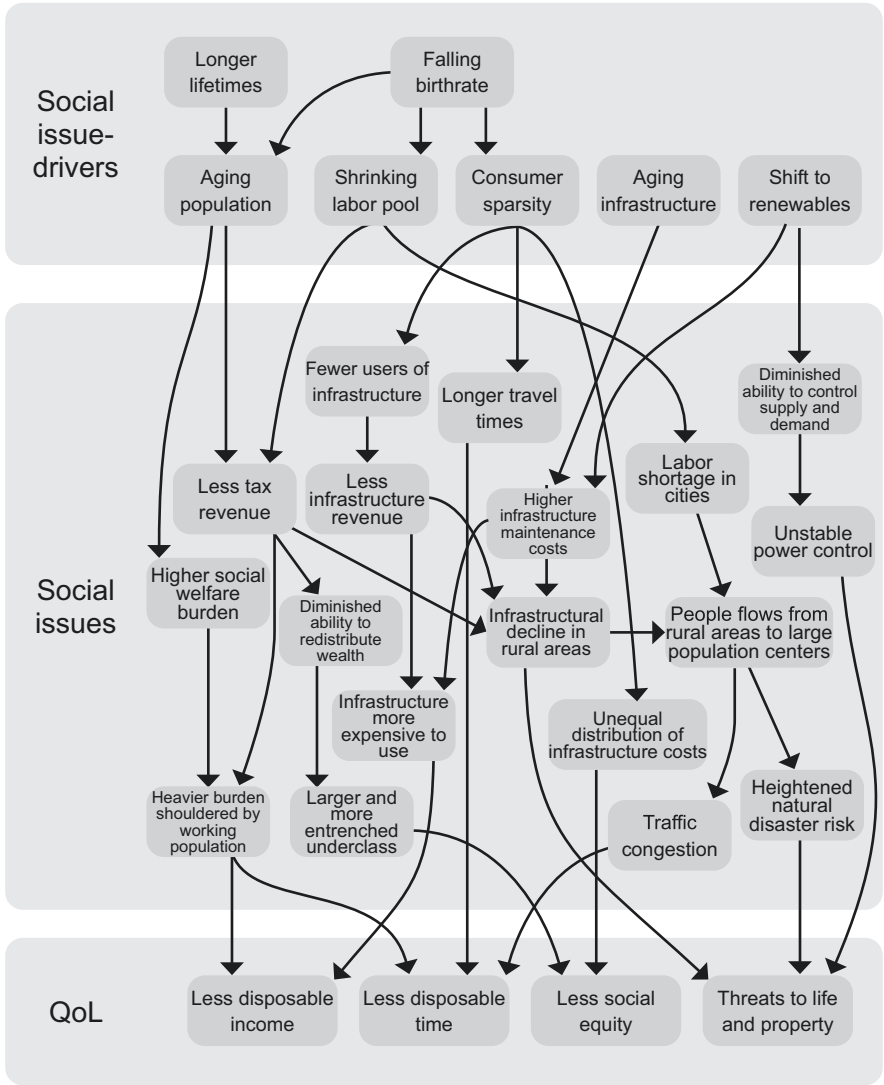 Social
issue-
drivers
Longer
lifetimes
Falling
birthrate
Aging
population
Shrinking
labor pool
Consumer
sparsity
Aging
infrastructure
Shift to
renewables
Social
issues
Fewer users of
infrastructure
Longer travel
times
Diminished
ability to control
supply and
demand
Less tax
revenue
Less
infrastructure
revenue
Higher
infrastructure
maintenance
costs
Labor
shortage in
cities
Unstable
power control
Higher social
welfare
burden
Diminished
ability to
redistribute
wealth
Infrastructural
decline in
rural areas
People flows from
rural areas to large
population centers
Infrastructure
more
expensive to
use
Unequal
distribution of
infrastructure costs
Heavier burden
shouldered by
working
population
Larger and
more
entrenched
underclass
Traffic
congestion
Heightened
natural
disaster risk
QoL
Less disposable
income
Less disposable
time
Less social
equity
Threats to life
and property